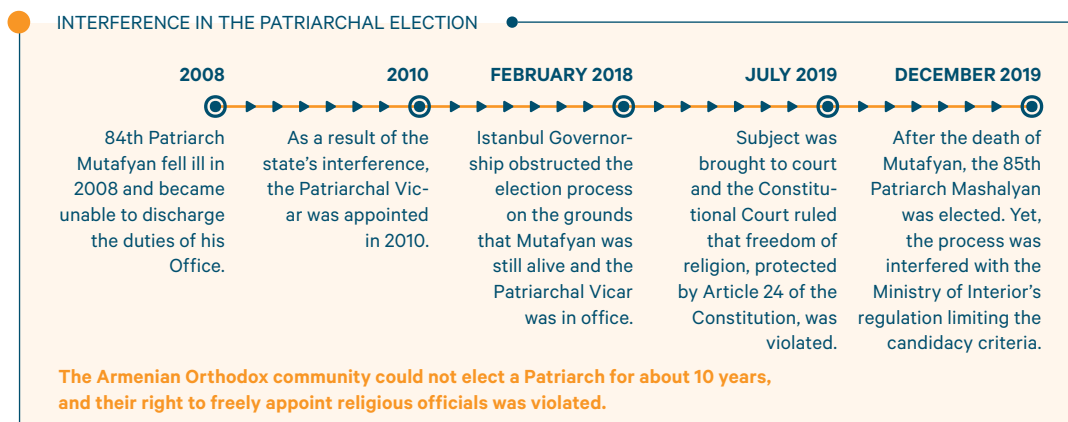 INTERFERENCE IN THE PATRIARCHAL ELECTION
2008
84th Patriarch
Mutafyan fell ill in
2008 and became
unable to discharge
the duties of his
Office.
2010
As a result of the
state's interference,
the Patriarchal Vic-
ar was appointed
in 2010.
FEBRUARY 2018
Istanbul Governor-
ship obstructed the
election process
on the grounds
that Mutafyan was
still alive and the
Patriarchal Vicar
was in office.
JULY 2019
Subject was
brought to court
and the Constitu-
tional Court ruled
that freedom of
religion, protected
by Article 24 of the
Constitution, was
violated.
DECEMBER 2019
After the death of
Mutafyan, the 85th
Patriarch Mashalyan
was elected. Yet,
the process was
interfered with the
Ministry of Interior's
regulation limiting the
candidacy criteria.
The Armenian Orthodox community could not elect a Patriarch for about 10 years,
and their right to freely appoint religious officials was violated.